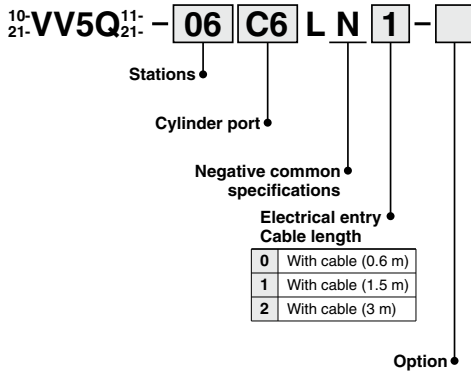 10-
21-VV5Q11-
21- – 06 C6 L N 1 –
Stations
Cylinder port
Negative common
specifications
Electrical entry
Cable length
0 With cable (0.6 m)
1 With cable (1.5 m)
2 With cable (3 m)
Option